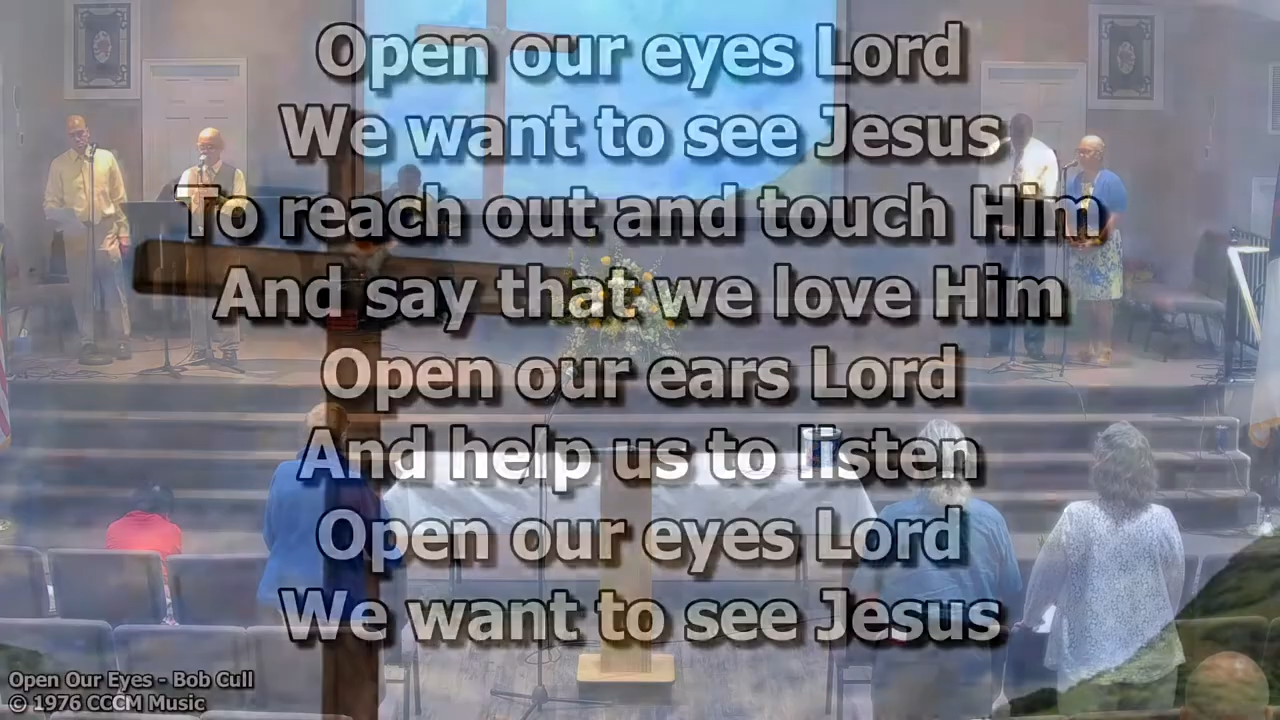 Open our eyes Lord
We want to see Jesus
To reach out and touch Him
And say that we love Him
Open our ears Lord
And help us to listen
Open our eyes Lord
We want to see Jesus
Open Our Eyes - Bob Cull
© 1976 CCCM Music